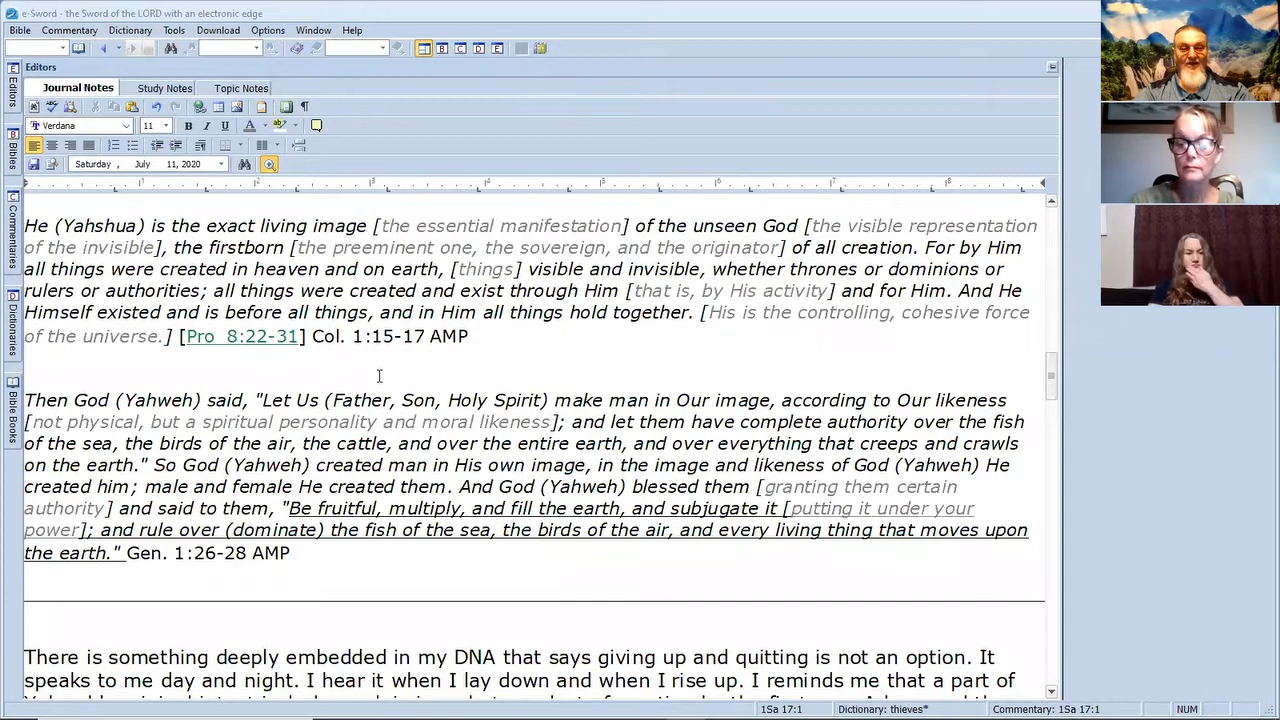 e-Sword - the Sword of the LORD with an electronic edge
Bible Commentary Dictionary Tools Download Options Window Help
B C D E
Editors
Journal Notes Study Notes Topic Notes
Verdana 11 B I U A
Saturday , July 11, 2020
1 2 3 4 5 6 7 8
Editors
Bibles
Commentaries
Dictionaries
Bible Books
He (Yahshua) is the exact living image [the essential manifestation] of the unseen God [the visible representation
of the invisible], the firstborn [the preeminent one, the sovereign, and the originator] of all creation. For by Him
all things were created in heaven and on earth, [things] visible and invisible, whether thrones or dominions or
rulers or authorities; all things were created and exist through Him [that is, by His activity] and for Him. And He
Himself existed and is before all things, and in Him all things hold together. [His is the controlling, cohesive force
of the universe.] [Pro 8:22-31] Col. 1:15-17 AMP
Then God (Yahweh) said, "Let Us (Father, Son, Holy Spirit) make man in Our image, according to Our likeness
[not physical, but a spiritual personality and moral likeness]; and let them have complete authority over the fish
of the sea, the birds of the air, the cattle, and over the entire earth, and over everything that creeps and crawls
on the earth." So God (Yahweh) created man in His own image, in the image and likeness of God (Yahweh) He
created him; male and female He created them. And God (Yahweh) blessed them [granting them certain
authority] and said to them, "Be fruitful, multiply, and fill the earth, and subjugate it [putting it under your
power]; and rule over (dominate) the fish of the sea, the birds of the air, and every living thing that moves upon
the earth." Gen. 1:26-28 AMP
There is something deeply embedded in my DNA that says giving up and quitting is not an option. It
speaks to me day and night. I hear it when I lay down and when I rise up. I reminds me that a part of
1Sa 17:1 Dictionary: thieves* Commentary: 1Sa 17:1 NUM